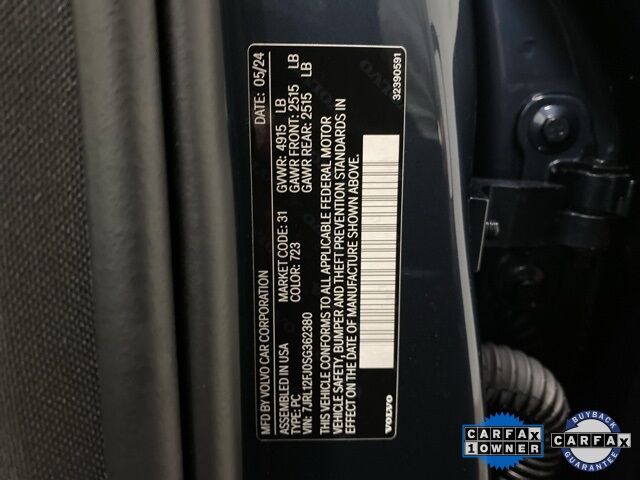 MFD BY VOLVO CAR CORPORATION DATE: 05/24
ASSEMBLED IN USA MARKET CODE: 31 GVWR: 4915 LB
TYPE: PC COLOR: 723 GAWR FRONT: 2515 LB
VIN: 7JRL12FJ0SG362380 GAWR REAR: 2515 LB
THIS VEHICLE CONFORMS TO ALL APPLICABLE FEDERAL MOTOR
VEHICLE SAFETY, BUMPER AND THEFT PREVENTION STANDARDS IN
EFFECT ON THE DATE OF MANUFACTURE SHOWN ABOVE.
VOLVO 32390591
CARFAX
1 OWNER
BUYBACK
CARFAX
GUARANTEE